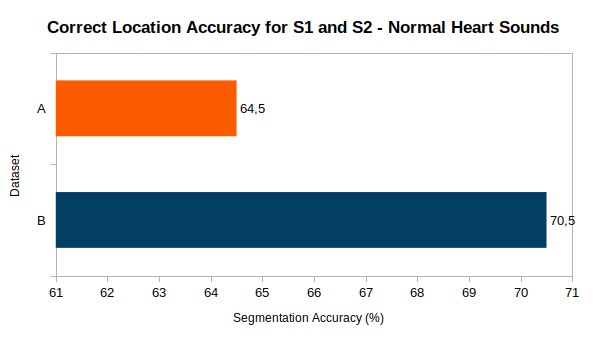 Correct Location Accuracy for S1 and S2 - Normal Heart Sounds
A
64,5
Dataset
B
70,5
61 62 63 64 65 66 67 68 69 70 71
Segmentation Accuracy (%)